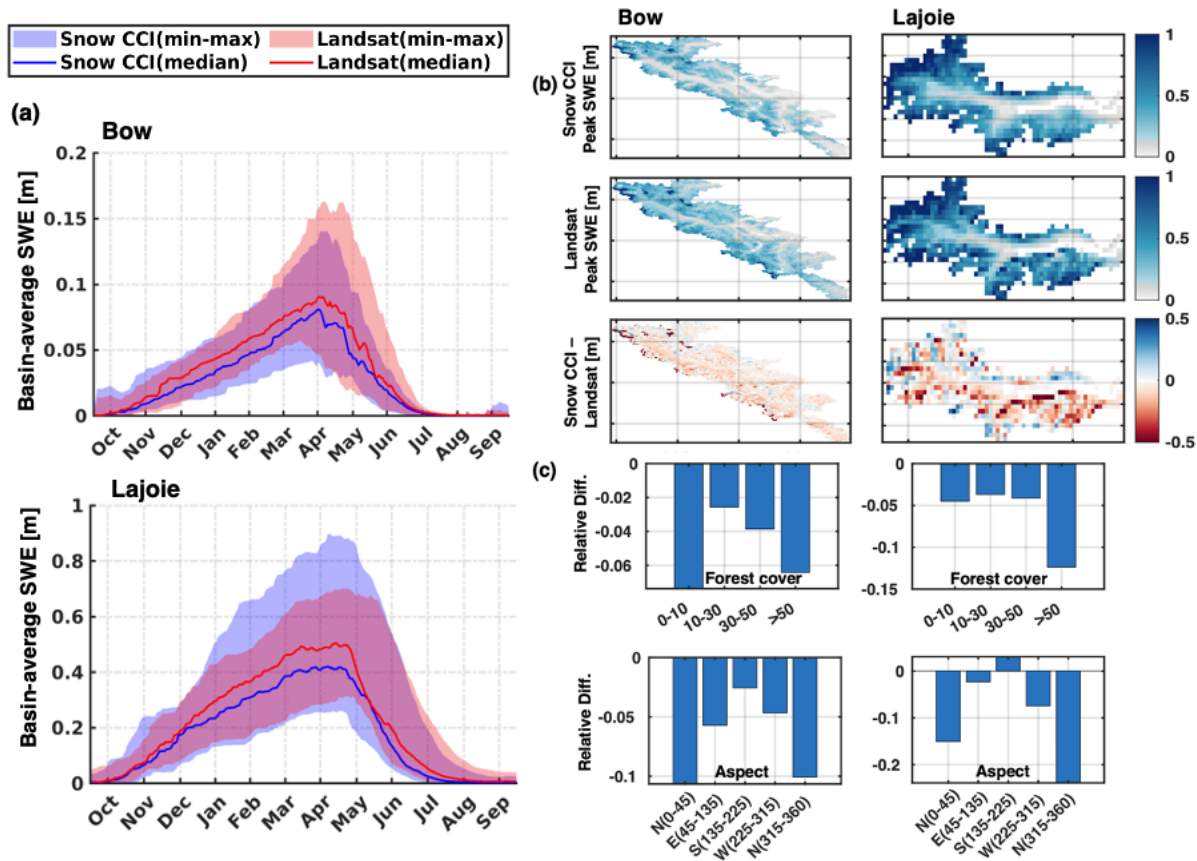 Snow CCI(min-max) Landsat(min-max)
Snow CCI(median) Landsat(median)
(a)
Bow
Basin-average SWE [m]
0.2
0.15
0.1
0.05
0
Oct Nov Dec Jan Feb Mar Apr May Jun Jul Aug Sep
Lajoie
Basin-average SWE [m]
1
0.8
0.6
0.4
0.2
0
Oct Nov Dec Jan Feb Mar Apr May Jun Jul Aug Sep
Bow Lajoie
(b)
Snow CCI
Peak SWE [m]
1
0.5
0
Landsat
Peak SWE [m]
1
0.5
0
Snow CCI –
Landsat [m]
0.5
0
-0.5
(c)
Relative Diff.
0
-0.02
-0.04
-0.06
Forest cover
0-10 10-30 30-50 >50
0
-0.05
-0.1
-0.15
Forest cover
0-10 10-30 30-50 >50
Relative Diff.
0
-0.05
-0.1
Aspect
N(0-45) E(45-135) S(135-225) W(225-315) N(315-360)
0
-0.1
-0.2
Aspect
N(0-45) E(45-135) S(135-225) W(225-315) N(315-360)